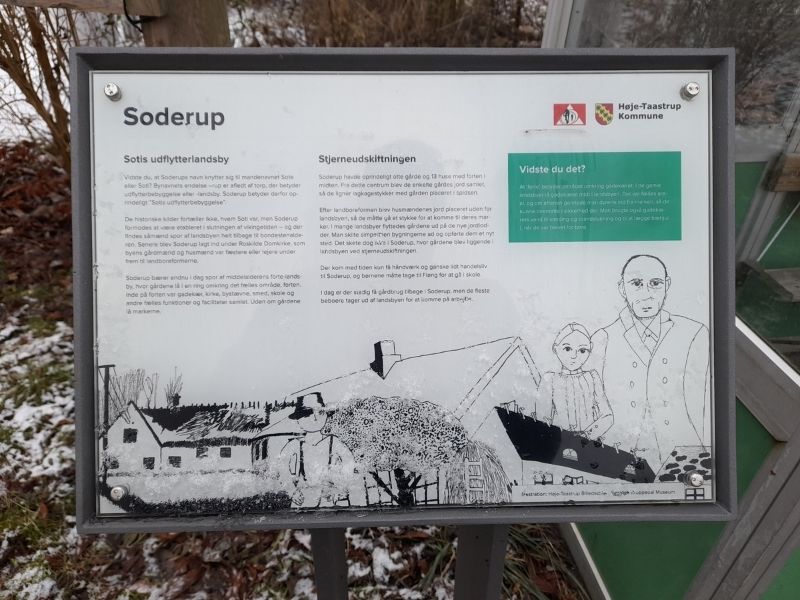 Soderup
Høje-Taastrup
Kommune
Sotis udflytterlandsby
Vidste du, at Soderups navn knytter sig til mandenavnet Sote
eller Soti? Bynavnets endelse –rup er afledt af torp, der betyder
udflytterbebyggelse eller -landsby. Soderup betyder derfor op-
rindeligt "Sotis udflytterbebyggelse".
De historiske kilder fortæller ikke, hvem Soti var, men Soderup
formodes at være etableret i slutningen af vikingetiden – og der
findes såmænd spor af landsbyen helt tilbage til bondestenalde-
ren. Senere blev Soderup lagt ind under Roskilde Domkirke, som
byens gårdmænd og husmænd var fæstere eller lejere under
frem til landboreformerne.
Soderup bærer endnu i dag spor af middelalderens forte-lands-
by, hvor gårdene lå i en ring omkring det fælles område, forten.
Inde på forten var gadekær, kirke, bystævne, smed, skole og
andre fælles funktioner og faciliteter samlet. Uden om gårdene
lå markerne.
Stjerneudskiftningen
Soderup havde oprindeligt otte gårde og 13 huse med forten i
midten. Fra dette centrum blev de enkelte gårdes jord samlet,
så de ligner lagkagestykker med gården placeret i spidsen.
Efter landboreformen blev husmændenes jord placeret uden for
landsbyen, så de måtte gå et stykke for at komme til deres mar-
ker. I mange landsbyer flyttedes gårdene ud på de nye jordlod-
der. Man skilte simpelthen bygningerne ad og opførte dem et nyt
sted. Det skete dog ikke i Soderup, hvor gårdene blev liggende i
landsbyen ved stjerneudskiftningen.
Der kom med tiden kun få håndværk og ganske lidt handelsliv
til Soderup, og børnene måtte tage til Fløng for at gå i skole.
I dag er der stadig få gårdbrug tilbage i Soderup, men de fleste
beboere tager ud af landsbyen for at komme på arbejde.
Vidste du det?
At 'forte' betyder området omkring gadekæret. I de gamle
Illustration: Høje-Taastrup Billedskole Kroppedal Museum